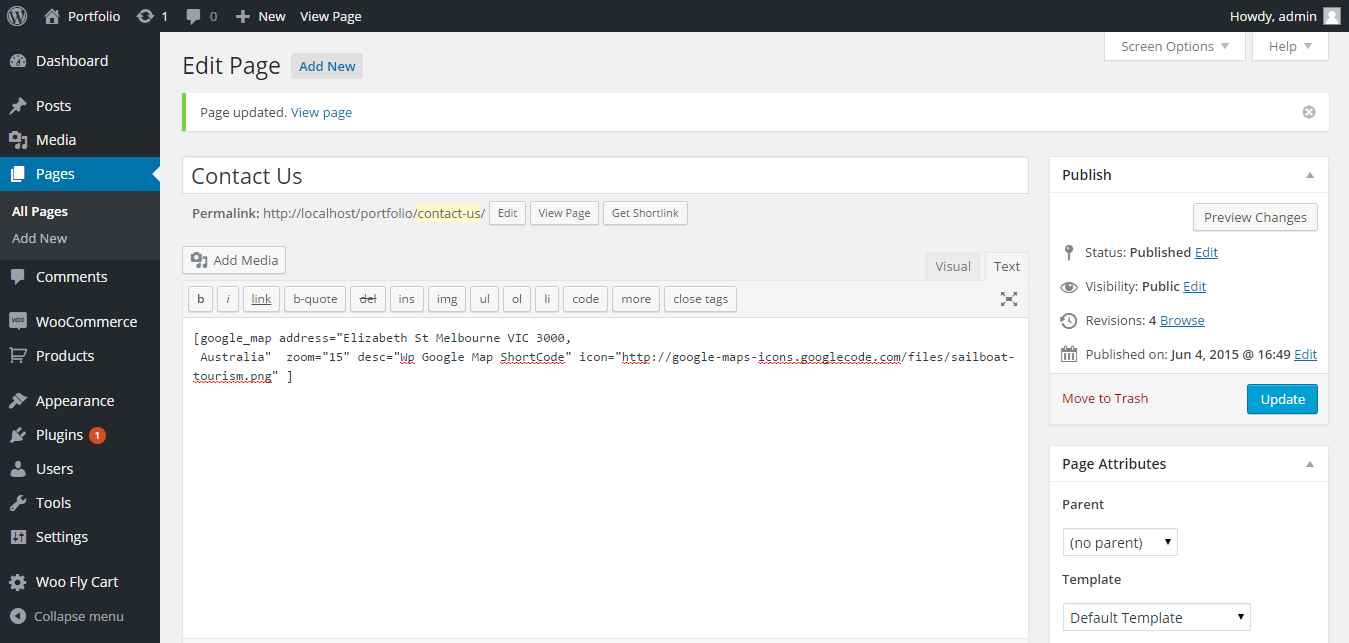 Portfolio 1 0 New View Page Howdy, admin
Dashboard
Posts
Media
Pages
All Pages
Add New
Comments
WooCommerce
Products
Appearance
Plugins 1
Users
Tools
Settings
Woo Fly Cart
Collapse menu
Screen Options Help
Edit Page Add New
Page updated. View page
Contact Us
Permalink: http://localhost/portfolio/contact-us/ Edit View Page Get Shortlink
Add Media
Visual Text
b i link b-quote del ins img ul ol li code more close tags
[google_map address="Elizabeth St Melbourne VIC 3000,
Australia"  zoom="15" desc="Wp Google Map ShortCode" icon="http://google-maps-icons.googlecode.com/files/sailboat-
tourism.png" ]
Publish
Preview Changes
Status: Published Edit
Visibility: Public Edit
Revisions: 4 Browse
Published on: Jun 4, 2015 @ 16:49 Edit
Move to Trash Update
Page Attributes
Parent
(no parent)
Template
Default Template